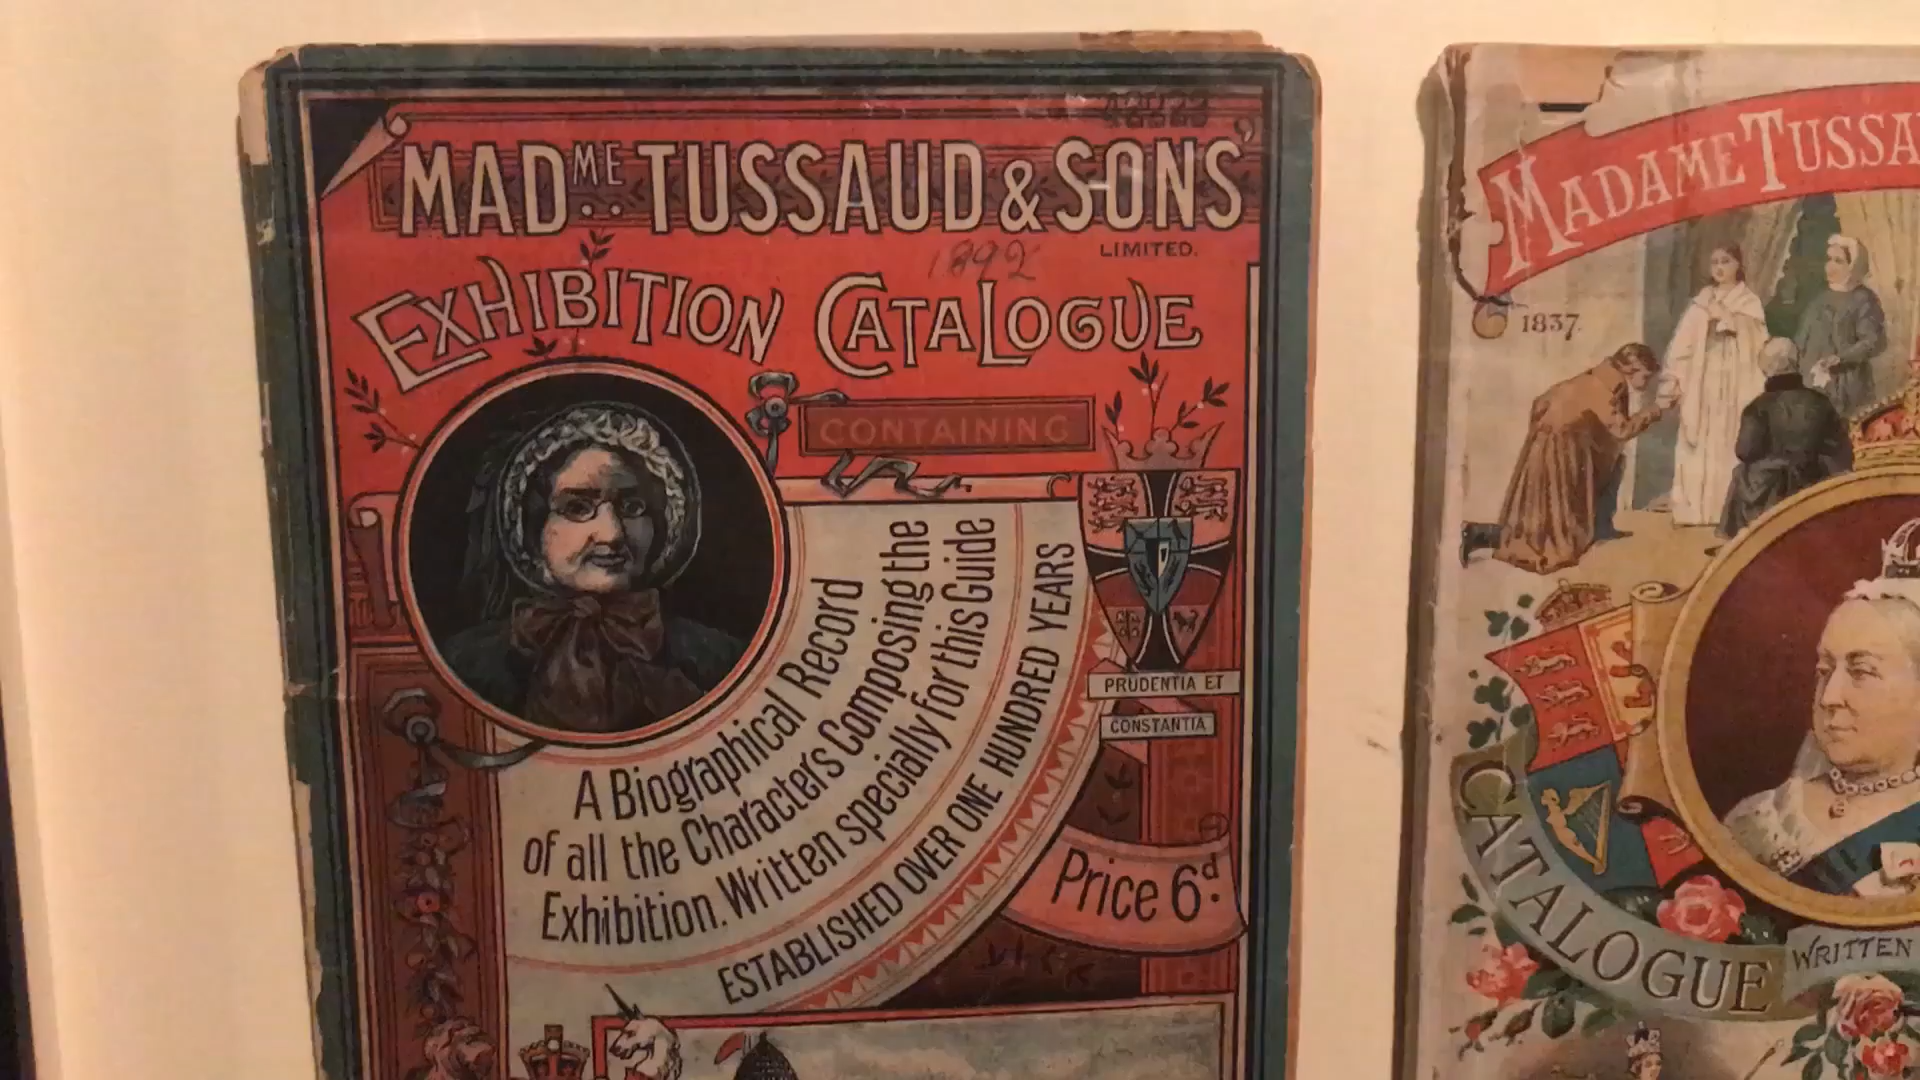 MADME. TUSSAUD & SONS'
LIMITED.
1892
EXHIBITION CATALOGUE
CONTAINING
A Biographical Record
of all the Characters Composing the
Exhibition. Written specially for this Guide
ESTABLISHED OVER ONE HUNDRED YEARS
PRUDENTIA ET
CONSTANTIA
Price 6d.
MADAME TUSSA
1837.
CATALOGUE
WRITTEN